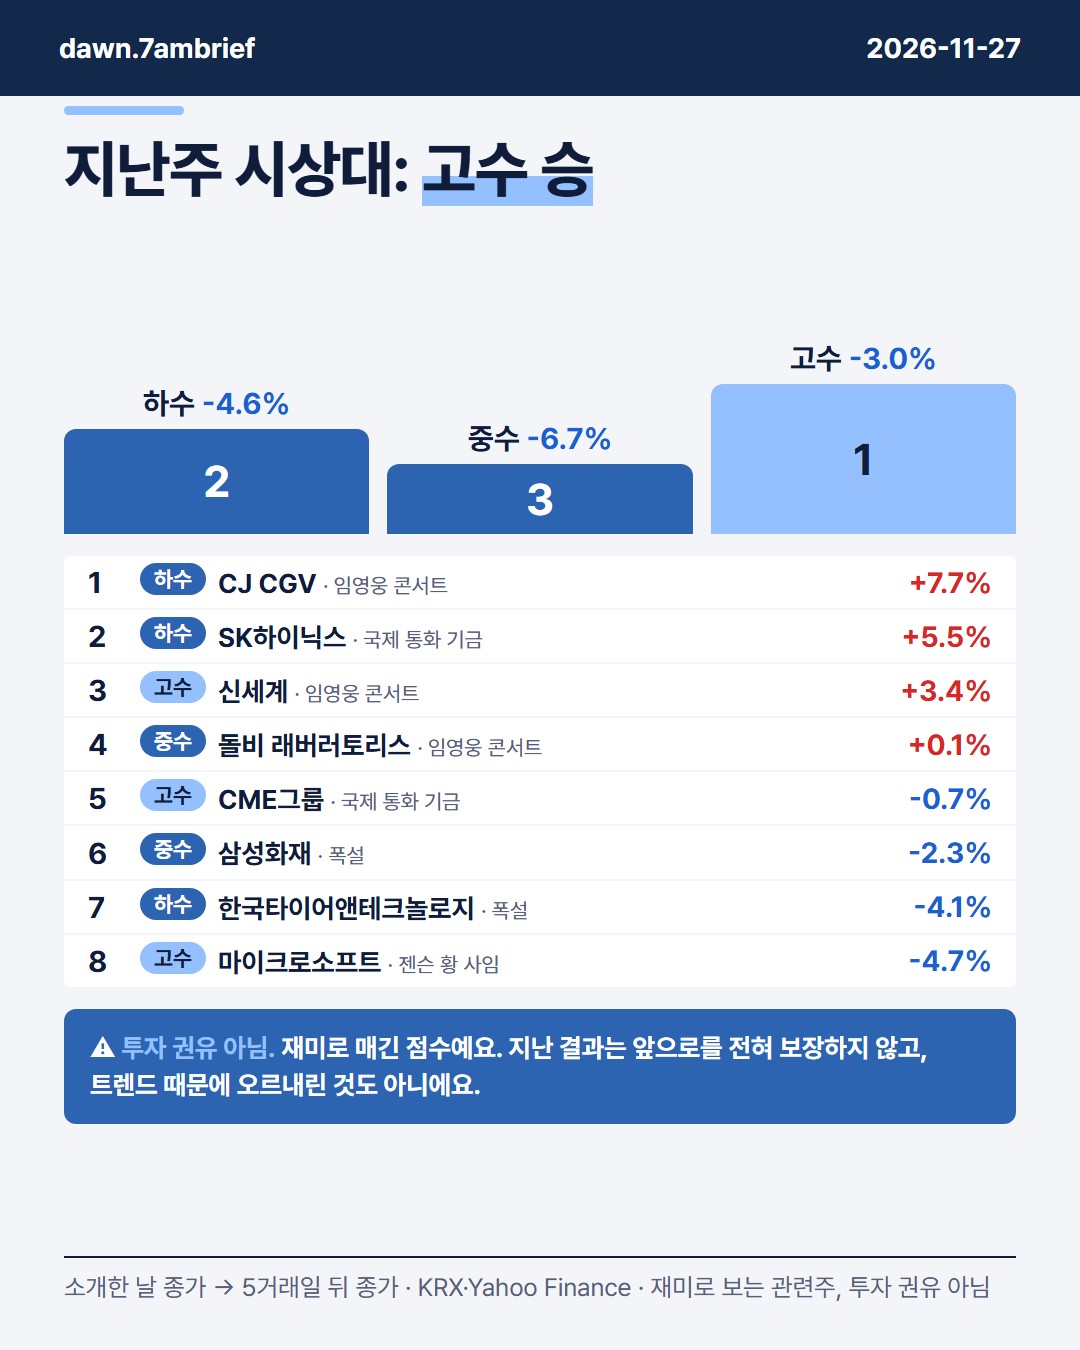 dawn.7ambrief
2026-11-27
지난주 시상대: 고수 승
하수 -4.6%
2
중수 -6.7%
3
고수 -3.0%
1
1 하수 CJ CGV · 임영웅 콘서트 +7.7%
2 하수 SK하이닉스 · 국제 통화 기금 +5.5%
3 고수 신세계 · 임영웅 콘서트 +3.4%
4 중수 돌비 래버러토리스 · 임영웅 콘서트 +0.1%
5 고수 CME그룹 · 국제 통화 기금 -0.7%
6 중수 삼성화재 · 폭설 -2.3%
7 하수 한국타이어앤테크놀로지 · 폭설 -4.1%
8 고수 마이크로소프트 · 젠슨 황 사임 -4.7%
⚠ 투자 권유 아님. 재미로 매긴 점수예요. 지난 결과는 앞으로를 전혀 보장하지 않고,
트렌드 때문에 오르내린 것도 아니에요.
소개한 날 종가 → 5거래일 뒤 종가 · KRX·Yahoo Finance · 재미로 보는 관련주, 투자 권유 아님